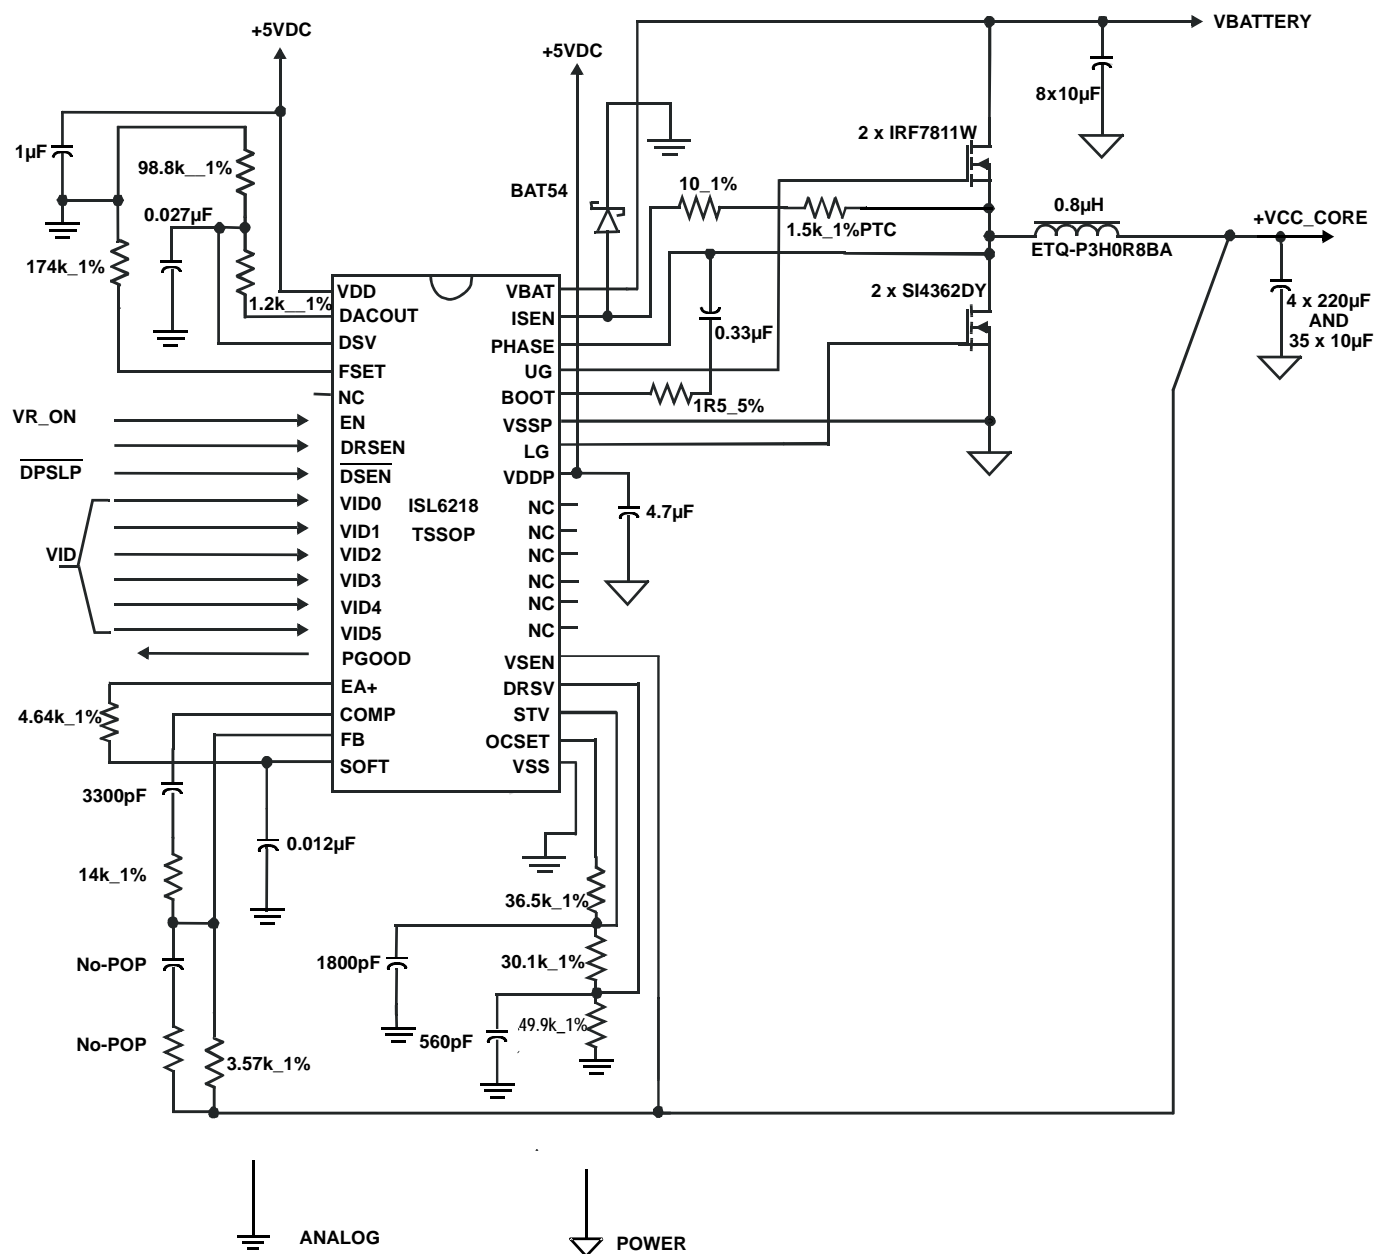 +5VDC
VBATTERY
+5VDC
8x10µF
2 x IRF7811W
1µF
98.8k__1%
BAT54
10_1%
1.5k_1%PTC
0.8µH
ETQ-P3H0R8BA
+VCC_CORE
0.027µF
174k_1%
1.2k__1%
2 x SI4362DY
4 x 220µF
AND
35 x 10µF
0.33µF
1R5_5%
VDD
DACOUT
DSV
FSET
NC
EN
DRSEN
DSEN
VID0
VID1
VID2
VID3
VID4
VID5
PGOOD
EA+
COMP
FB
SOFT
ISL6218
TSSOP
VBAT
ISEN
PHASE
UG
BOOT
VSSP
LG
VDDP
NC
NC
NC
NC
NC
NC
VSEN
DRSV
STV
OCSET
VSS
VR_ON
DPSLP
VID
4.7µF
4.64k_1%
3300pF
0.012µF
14k_1%
No-POP
No-POP
3.57k_1%
36.5k_1%
1800pF
30.1k_1%
560pF
49.9k_1%
ANALOG
POWER